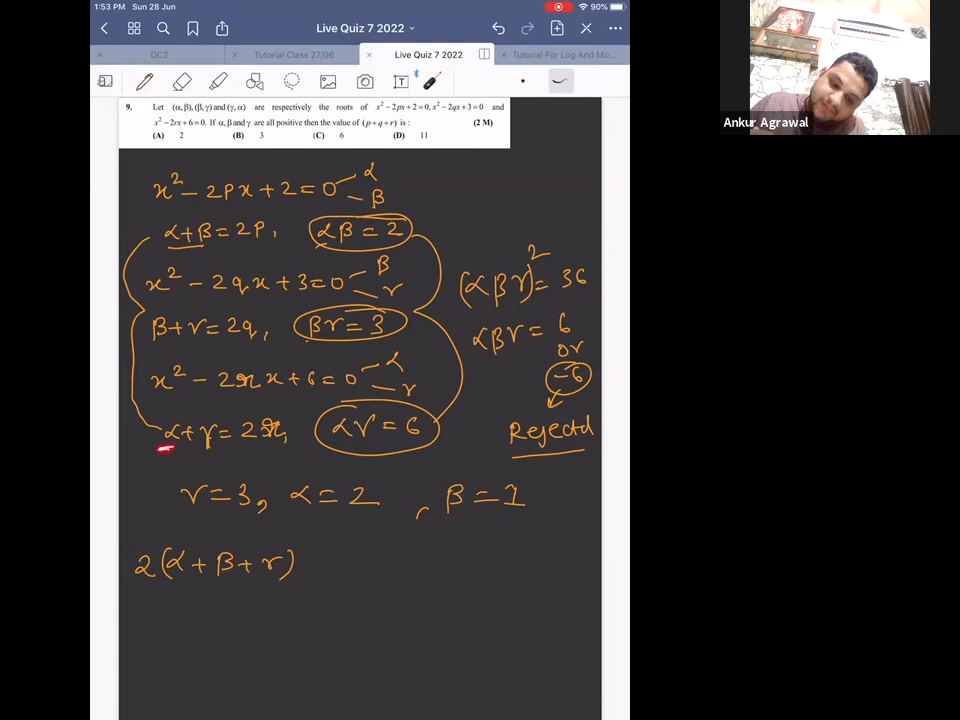 1:53 PM Sun 28 Jun
90%
Live Quiz 7 2022
DC2
Tutorial Class 27/06
Live Quiz 7 2022
Tutorial For Log And Mo...
9. Let (α, β), (β, γ) and (γ, α) are respectively the roots of x² − 2px + 2 = 0, x² − 2qx + 3 = 0 and
x² − 2rx + 6 = 0. If α, β and γ are all positive then the value of (p + q + r) is : (2 M)
(A) 2 (B) 3 (C) 6 (D) 11
x² − 2px + 2 = 0 α
β
α + β = 2p, αβ = 2
x² − 2qx + 3 = 0 β
γ
β + γ = 2q, βγ = 3
x² − 2rx + 6 = 0 α
γ
α + γ = 2r, αγ = 6
(αβγ)² = 36
αβγ = 6
or
−6
Rejectd
γ = 3, α = 2, β = 1
2(α + β + γ)
Ankur Agrawal